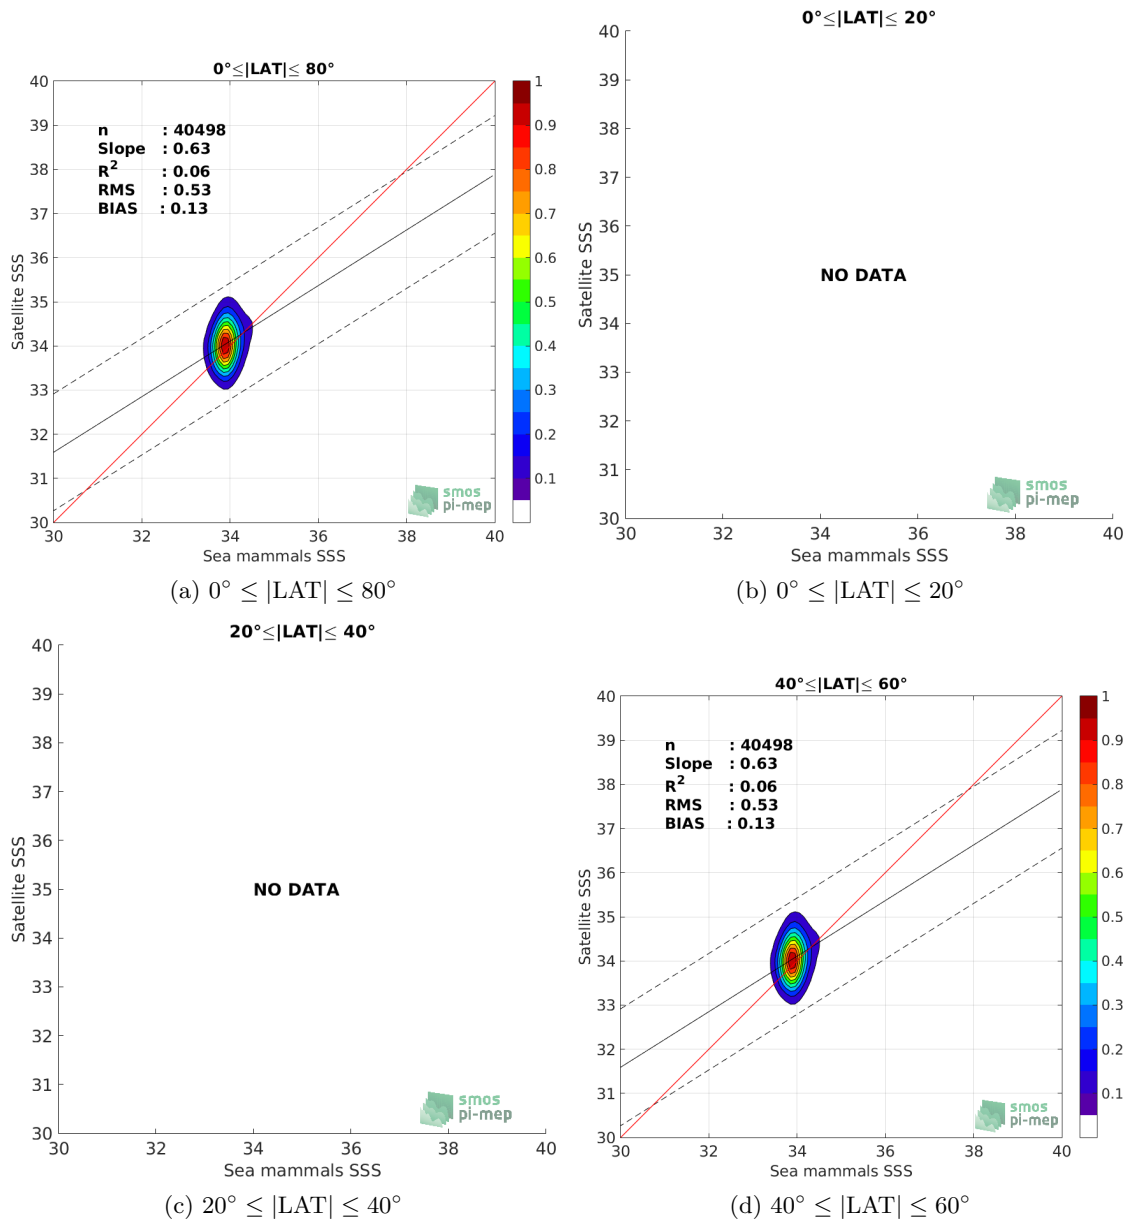 0°≤|LAT|≤ 80°
40
39
38
37
36
35
34
33
32
31
30
n : 40498
Slope : 0.63
R² : 0.06
RMS : 0.53
BIAS : 0.13
Satellite SSS
30 32 34 36 38 40
Sea mammals SSS
smos
pi-mep
1
0.9
0.8
0.7
0.6
0.5
0.4
0.3
0.2
0.1
(a) 0° ≤ |LAT| ≤ 80°
0°≤|LAT|≤ 20°
40
39
38
37
36
35
34
33
32
31
30
Satellite SSS
NO DATA
smos
pi-mep
30 32 34 36 38 40
Sea mammals SSS
(b) 0° ≤ |LAT| ≤ 20°
20°≤|LAT|≤ 40°
40
39
38
37
36
35
34
33
32
31
30
Satellite SSS
NO DATA
smos
pi-mep
30 32 34 36 38 40
Sea mammals SSS
(c) 20° ≤ |LAT| ≤ 40°
40°≤|LAT|≤ 60°
40
39
38
37
36
35
34
33
32
31
30
n : 40498
Slope : 0.63
R² : 0.06
RMS : 0.53
BIAS : 0.13
Satellite SSS
30 32 34 36 38 40
Sea mammals SSS
smos
pi-mep
1
0.9
0.8
0.7
0.6
0.5
0.4
0.3
0.2
0.1
(d) 40° ≤ |LAT| ≤ 60°